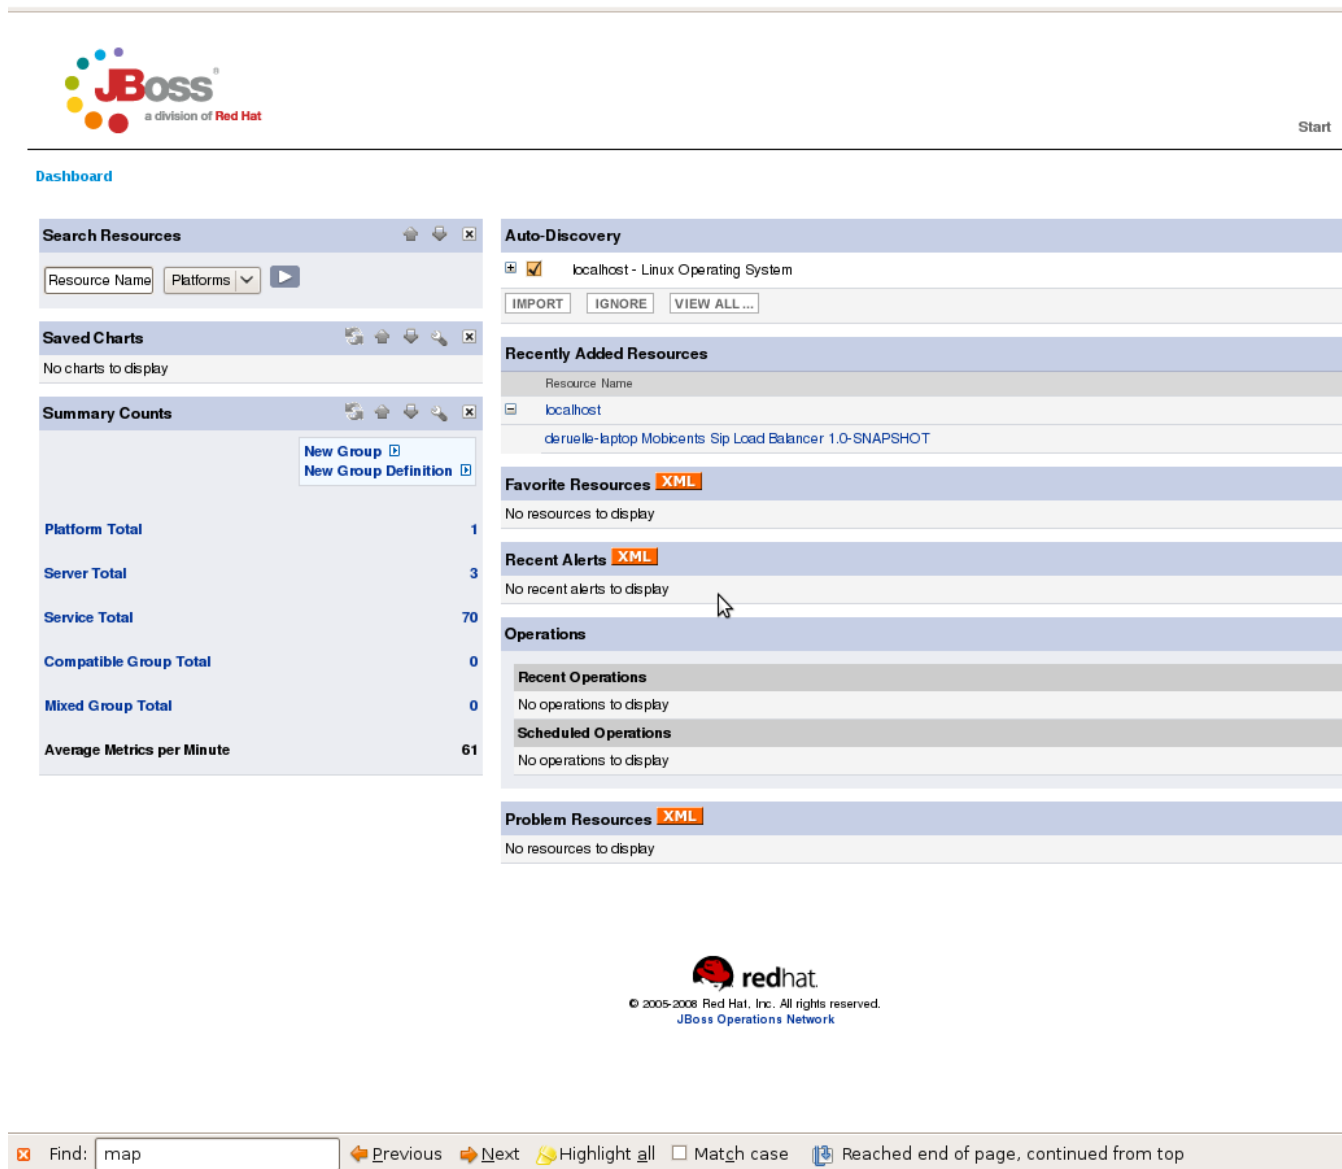 JBoss®
a division of Red Hat
Start
Dashboard
Search Resources
Resource Name Platforms
Saved Charts
No charts to display
Summary Counts
New Group
New Group Definition
Platform Total 1
Server Total 3
Service Total 70
Compatible Group Total 0
Mixed Group Total 0
Average Metrics per Minute 61
Auto-Discovery
localhost - Linux Operating System
IMPORT IGNORE VIEW ALL ...
Recently Added Resources
Resource Name
localhost
deruelle-laptop Mobicents Sip Load Balancer 1.0-SNAPSHOT
Favorite Resources XML
No resources to display
Recent Alerts XML
No recent alerts to display
Operations
Recent Operations
No operations to display
Scheduled Operations
No operations to display
Problem Resources XML
No resources to display
redhat.
© 2005-2008 Red Hat, Inc. All rights reserved.
JBoss Operations Network
Find: map Previous Next Highlight all Match case Reached end of page, continued from top